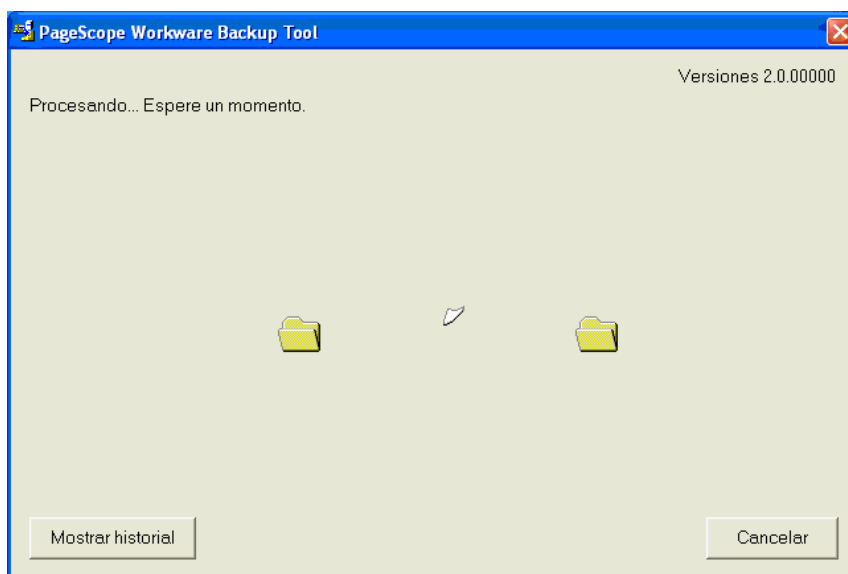 PageScope Workware Backup Tool
Versiones 2.0.00000
Procesando... Espere un momento.
Mostrar historial
Cancelar